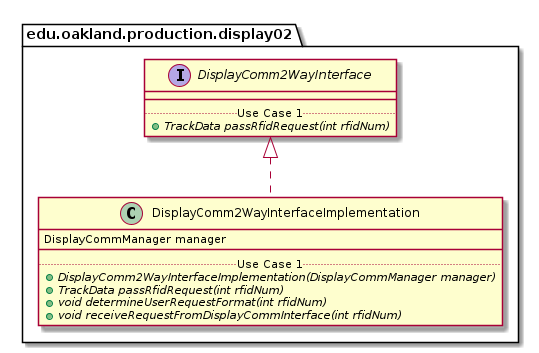 edu.oakland.production.display02
I DisplayComm2WayInterface
Use Case 1
TrackData passRfidRequest(int rfidNum)
C DisplayComm2WayInterfaceImplementation
DisplayCommManager manager
Use Case 1
DisplayComm2WayInterfaceImplementation(DisplayCommManager manager)
TrackData passRfidRequest(int rfidNum)
void determineUserRequestFormat(int rfidNum)
void receiveRequestFromDisplayCommInterface(int rfidNum)